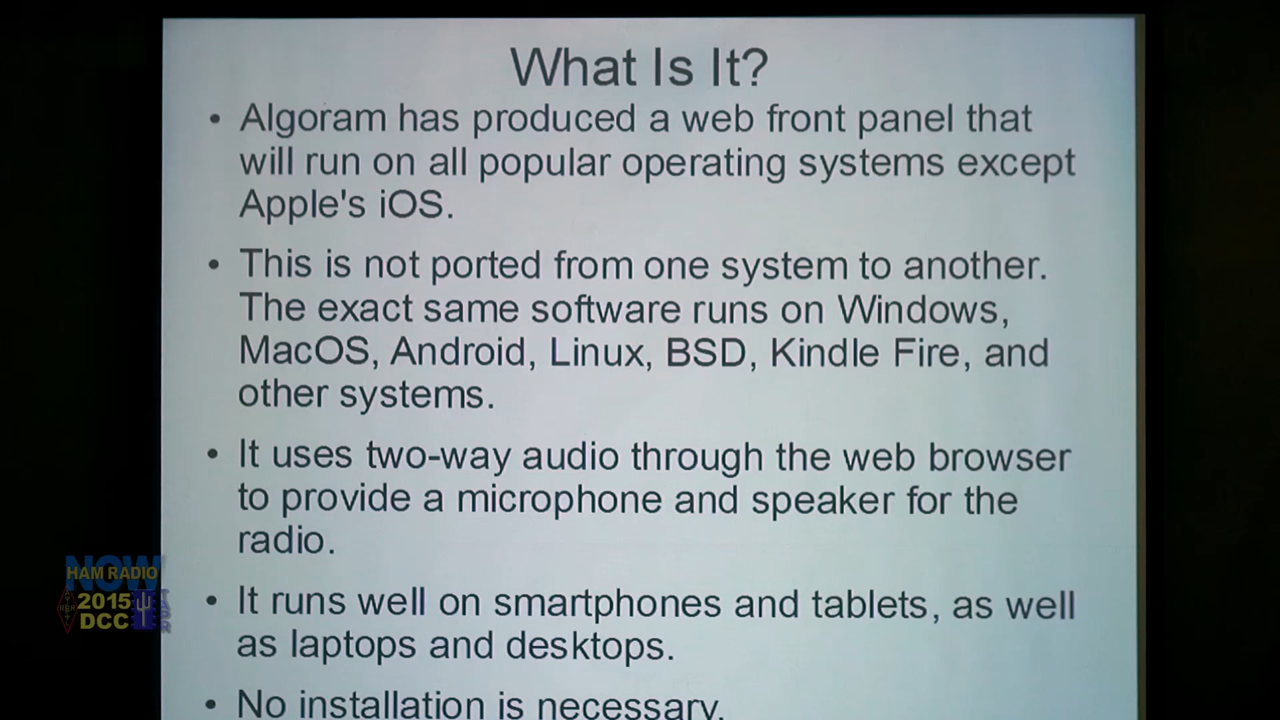 What Is It?
• Algoram has produced a web front panel that
will run on all popular operating systems except
Apple's iOS.
• This is not ported from one system to another.
The exact same software runs on Windows,
MacOS, Android, Linux, BSD, Kindle Fire, and
other systems.
• It uses two-way audio through the web browser
to provide a microphone and speaker for the
radio.
• It runs well on smartphones and tablets, as well
as laptops and desktops.
• No installation is necessary.
NOW
HAM RADIO
2015
DCC